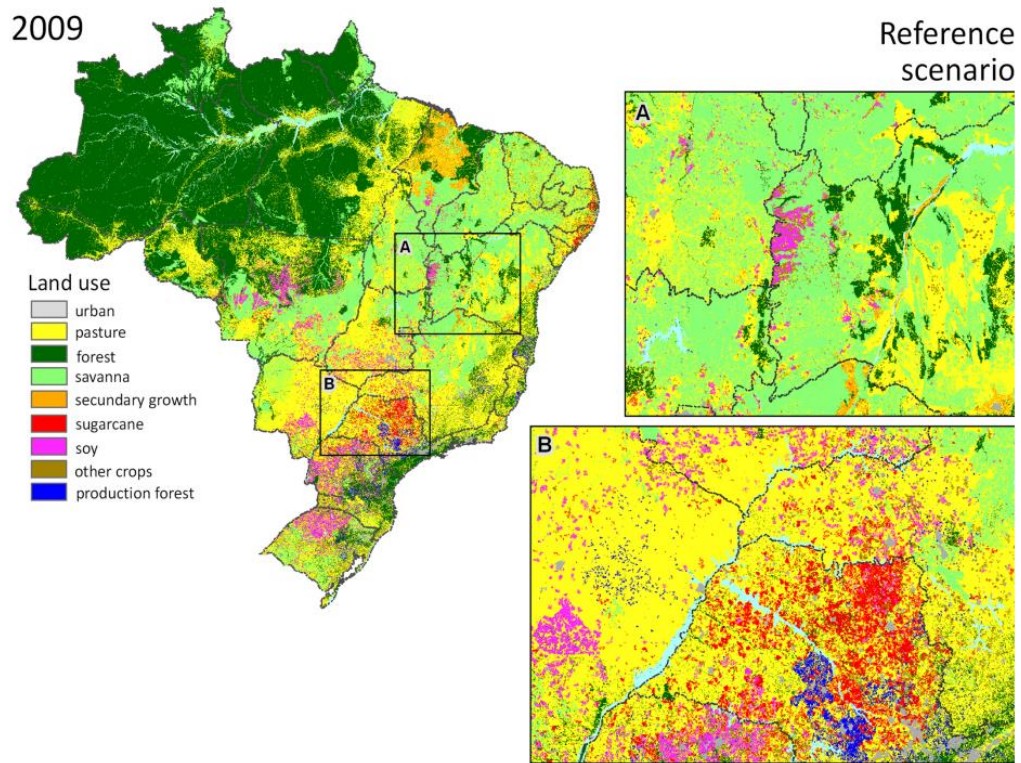 2009
Reference
scenario
A
A
B
B
Land use
urban
pasture
forest
savanna
secundary growth
sugarcane
soy
other crops
production forest